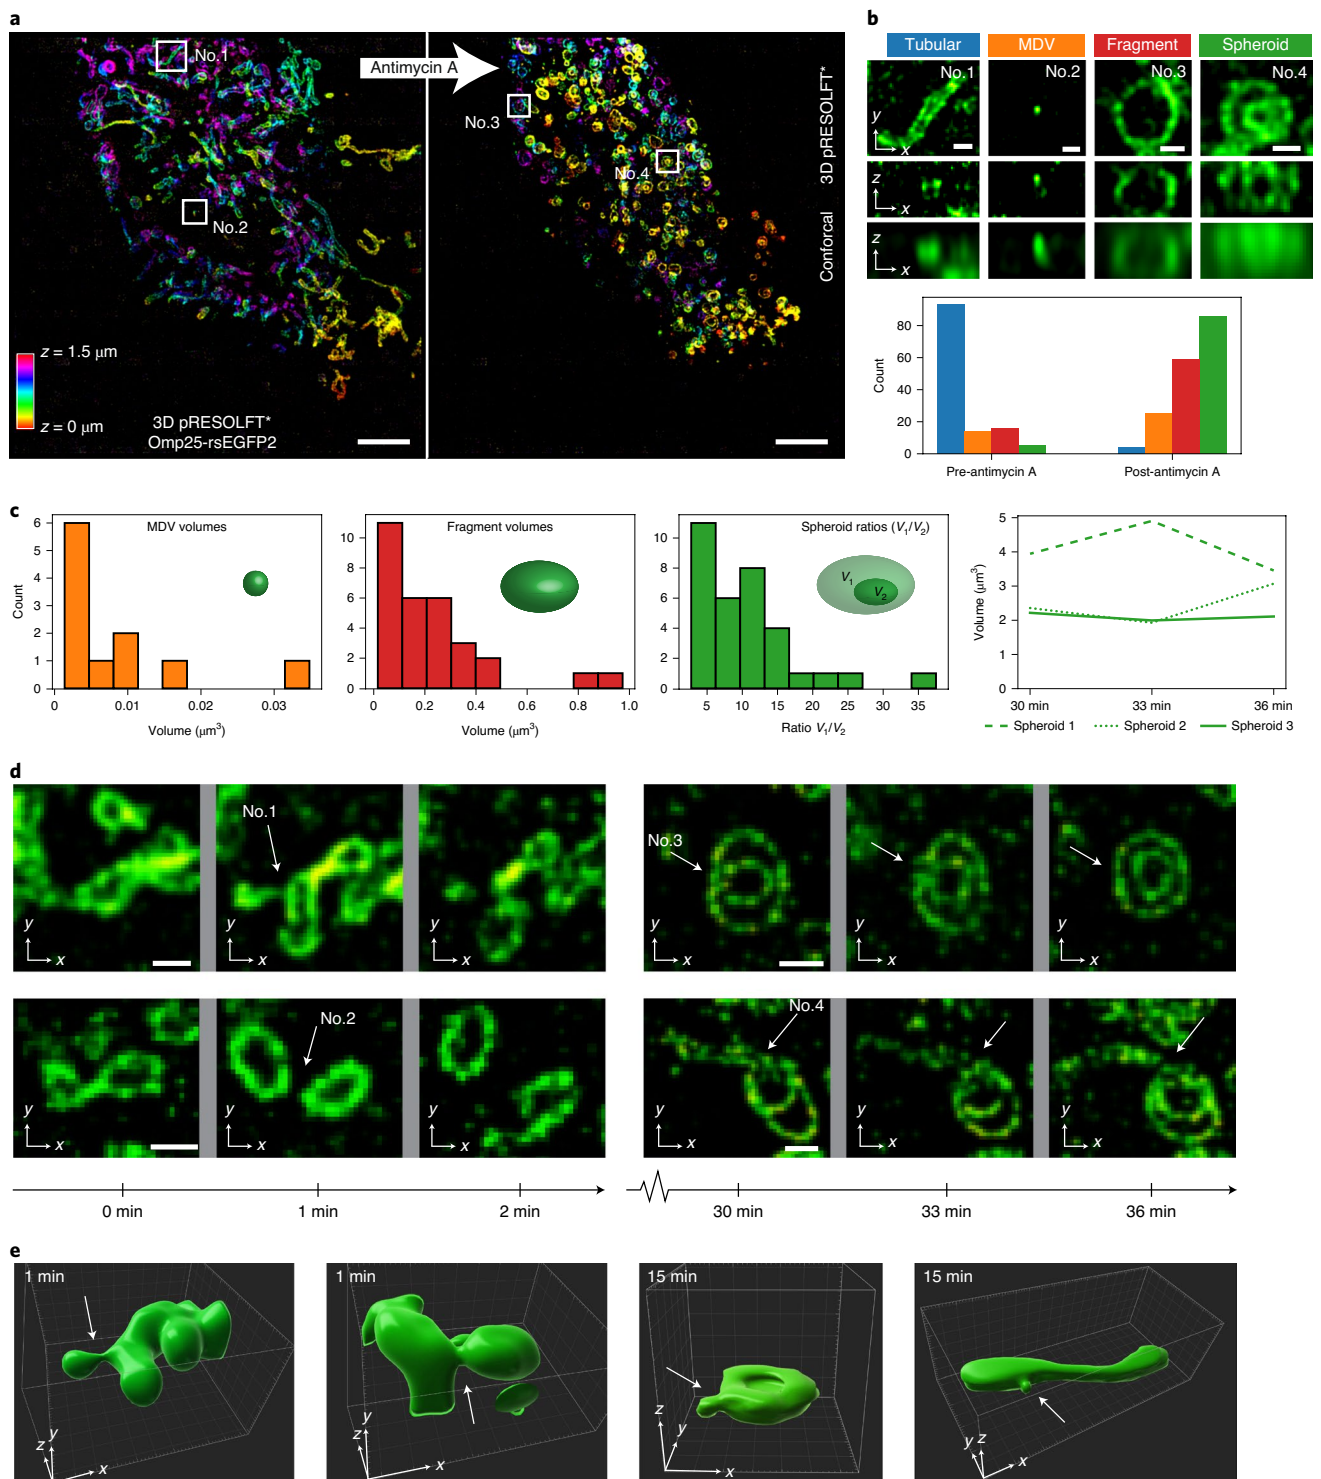 a
No.1
Antimycin A
No.3
No.4
No.2
z = 1.5 μm
z = 0 μm
3D pRESOLFT*
Omp25-rsEGFP2
Conforcal 3D pRESOLFT*
b
Tubular MDV Fragment Spheroid
No.1 No.2 No.3 No.4
y
x
z
x
z
x
Count
80
60
40
20
0
Pre-antimycin A Post-antimycin A
c
MDV volumes
Count
6
5
4
3
2
1
0
0 0.01 0.02 0.03
Volume (μm³)
Fragment volumes
10
8
6
4
2
0
0 0.2 0.4 0.6 0.8 1.0
Volume (μm³)
Spheroid ratios (V₁/V₂)
V₁
V₂
10
8
6
4
2
0
5 10 15 20 25 30 35
Ratio V₁/V₂
Volume (μm³)
5
4
3
2
1
0
30 min 33 min 36 min
Spheroid 1 Spheroid 2 Spheroid 3
d
No.1
No.3
y y y y y y
x x x x x x
No.2
No.4
y y y y y y
x x x x x x
0 min 1 min 2 min 30 min 33 min 36 min
e
1 min 1 min 15 min 15 min
z y x
z y x
z y x
y z x